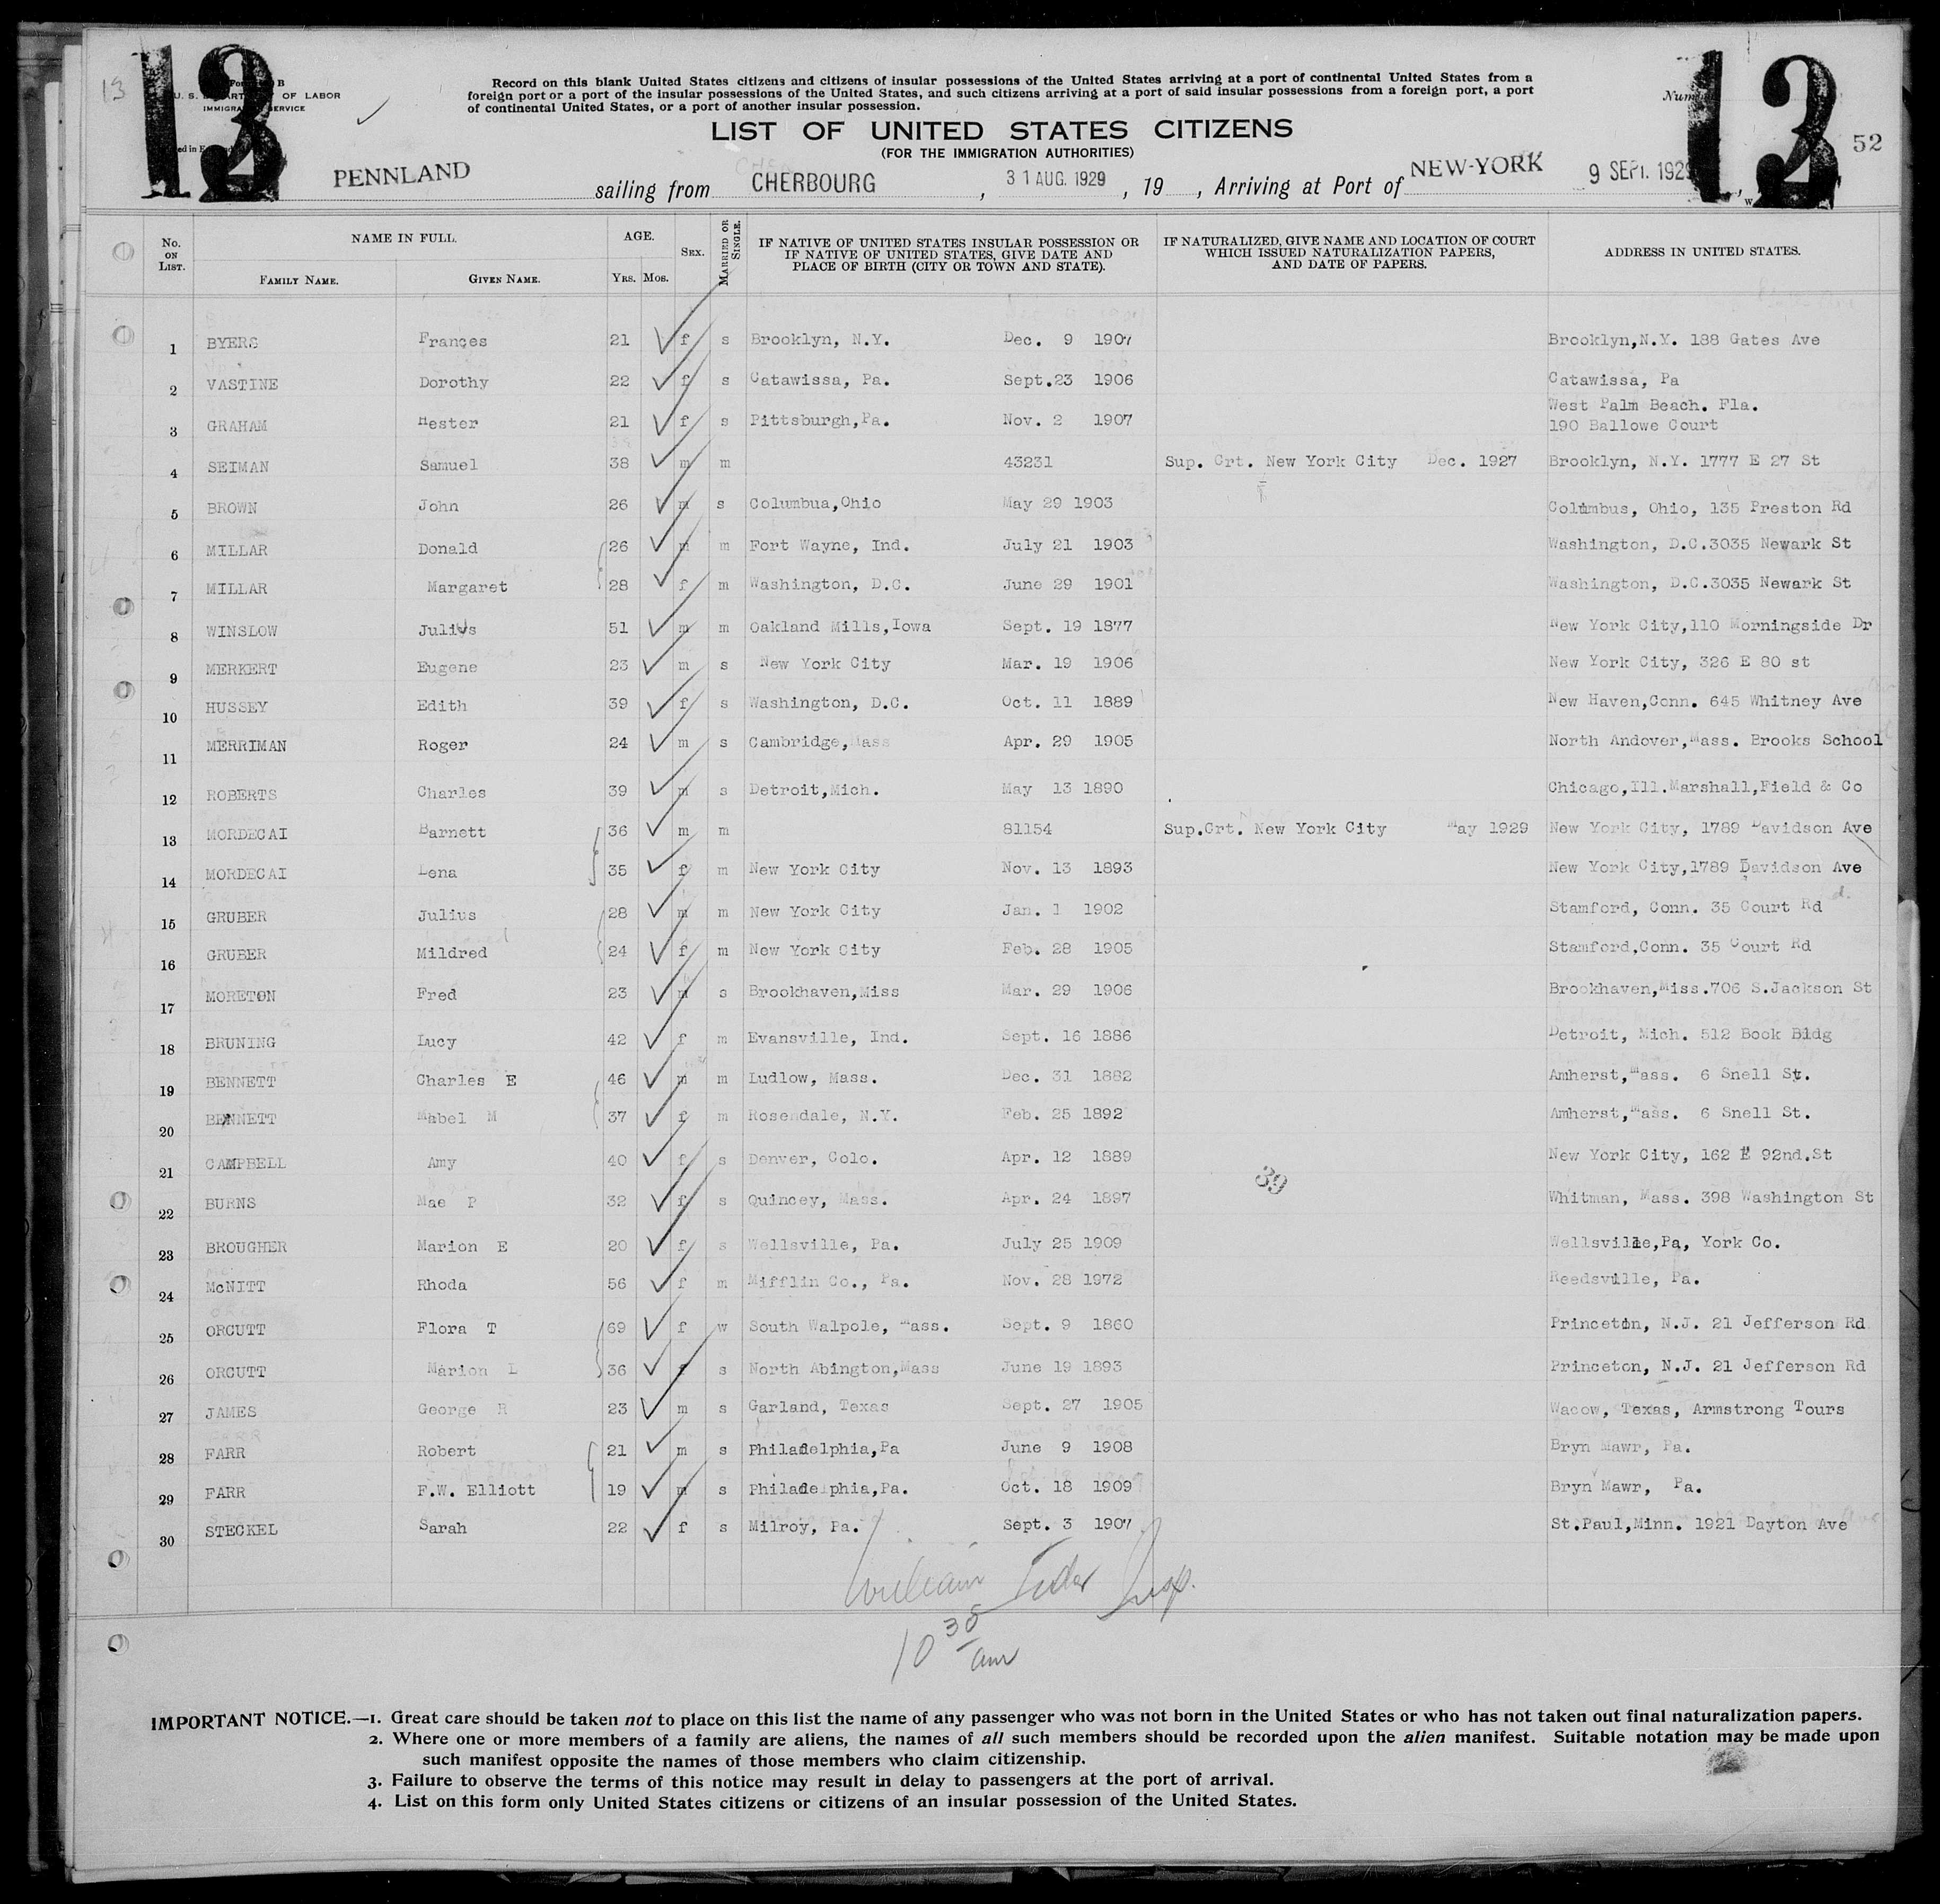 13
13
13
Form B
U. S. DEPARTMENT OF LABOR
IMMIGRATION SERVICE
Record on this blank United States citizens and citizens of insular possessions of the United States arriving at a port of continental United States from a
foreign port or a port of the insular possessions of the United States, and such citizens arriving at a port of said insular possessions from a foreign port, a port
of continental United States, or a port of another insular possession.
LIST OF UNITED STATES CITIZENS
(FOR THE IMMIGRATION AUTHORITIES)
52
PENNLAND sailing from CHERBOURG , 31 AUG. 1929 , 19 , Arriving at Port of NEW-YORK 9 SEPT. 1929
No. ON LIST. NAME IN FULL. AGE. SEX. MARRIED OR SINGLE. IF NATIVE OF UNITED STATES INSULAR POSSESSION OR IF NATIVE OF UNITED STATES, GIVE DATE AND PLACE OF BIRTH (CITY OR TOWN AND STATE). IF NATURALIZED, GIVE NAME AND LOCATION OF COURT WHICH ISSUED NATURALIZATION PAPERS, AND DATE OF PAPERS. ADDRESS IN UNITED STATES.
FAMILY NAME. GIVEN NAME. YRS. MOS.
1 BYERS Frances 21 f s Brooklyn, N.Y. Dec. 9 1907 Brooklyn,N.Y. 188 Gates Ave
2 VASTINE Dorothy 22 f s Catawissa, Pa. Sept.23 1906 Catawissa, Pa
3 GRAHAM Hester 21 f s Pittsburgh,Pa. Nov. 2 1907 West Palm Beach. Fla.
190 Ballowe Court
4 SEIMAN Samuel 38 m m 43231 Sup. Crt. New York City Dec. 1927 Brooklyn, N.Y. 1777 E 27 St
5 BROWN John 26 m s Columbua,Ohio May 29 1903 Columbus, Ohio, 135 Preston Rd
6 MILLAR Donald 26 m m Fort Wayne, Ind. July 21 1903 Washington, D.C.3035 Newark St
7 MILLAR Margaret 28 f m Washington, D.C. June 29 1901 Washington, D.C.3035 Newark St
8 WINSLOW Julius 51 m m Oakland Mills,Iowa Sept. 19 1877 New York City,110 Morningside Dr
9 MERKERT Eugene 23 m s New York City Mar. 19 1906 New York City, 326 E 80 st
10 HUSSEY Edith 39 f s Washington, D.C. Oct. 11 1889 New Haven,Conn. 645 Whitney Ave
11 MERRIMAN Roger 24 m s Cambridge,Mass Apr. 29 1905 North Andover,Mass. Brooks School
12 ROBERTS Charles 39 m s Detroit,Mich. May 13 1890 Chicago,Ill.Marshall,Field & Co
13 MORDECAI Barnett 36 m m 81154 Sup.Crt. New York City May 1929 New York City, 1789 Davidson Ave
14 MORDECAI Lena 35 f m New York City Nov. 13 1893 New York City,1789 Davidson Ave
15 GRUBER Julius 28 m m New York City Jan. 1 1902 Stamford, Conn. 35 Court Rd
16 GRUBER Mildred 24 f m New York City Feb. 28 1905 Stamford,Conn. 35 Court Rd
17 MORETON Fred 23 m s Brookhaven,Miss Mar. 29 1906 Brookhaven,Miss.706 S.Jackson St
18 BRUNING Lucy 42 f m Evansville, Ind. Sept. 16 1886 Detroit, Mich. 512 Book Bldg
19 BENNETT Charles E 46 m m Ludlow, Mass. Dec. 31 1882 Amherst,Mass. 6 Snell St.
20 BENNETT Mabel M 37 f m Rosendale, N.Y. Feb. 25 1892 Amherst,Mass. 6 Snell St.
21 CAMPBELL Amy 40 f s Denver, Colo. Apr. 12 1889 New York City, 162 E 92nd.St
39
22 BURNS Mae P 32 f s Quincey, Mass. Apr. 24 1897 Whitman, Mass. 398 Washington St
23 BROUGHER Marion E 20 f s Wellsville, Pa. July 25 1909 Wellsville,Pa, York Co.
24 McNITT Rhoda 56 f m Mifflin Co., Pa. Nov. 28 1972 Reedsville, Pa.
25 ORCUTT Flora T 69 f w South Walpole, Mass. Sept. 9 1860 Princeton, N.J. 21 Jefferson Rd
26 ORCUTT Marion L 36 f s North Abington,Mass June 19 1893 Princeton, N.J. 21 Jefferson Rd
27 JAMES George R 23 m s Garland, Texas Sept. 27 1905 Wacow, Texas, Armstrong Tours
28 FARR Robert 21 m s Philadelphia,Pa June 9 1908 Bryn Mawr, Pa.
29 FARR F.W. Elliott 19 m s Philadelphia,Pa. Oct. 18 1909 Bryn Mawr, Pa.
30 STECKEL Sarah 22 f s Milroy, Pa. Sept. 3 1907 St.Paul,Minn. 1921 Dayton Ave
William Insp.
10 30 am
IMPORTANT NOTICE.—1. Great care should be taken not to place on this list the name of any passenger who was not born in the United States or who has not taken out final naturalization papers.
2. Where one or more members of a family are aliens, the names of all such members should be recorded upon the alien manifest. Suitable notation may be made upon
such manifest opposite the names of those members who claim citizenship.
3. Failure to observe the terms of this notice may result in delay to passengers at the port of arrival.
4. List on this form only United States citizens or citizens of an insular possession of the United States.